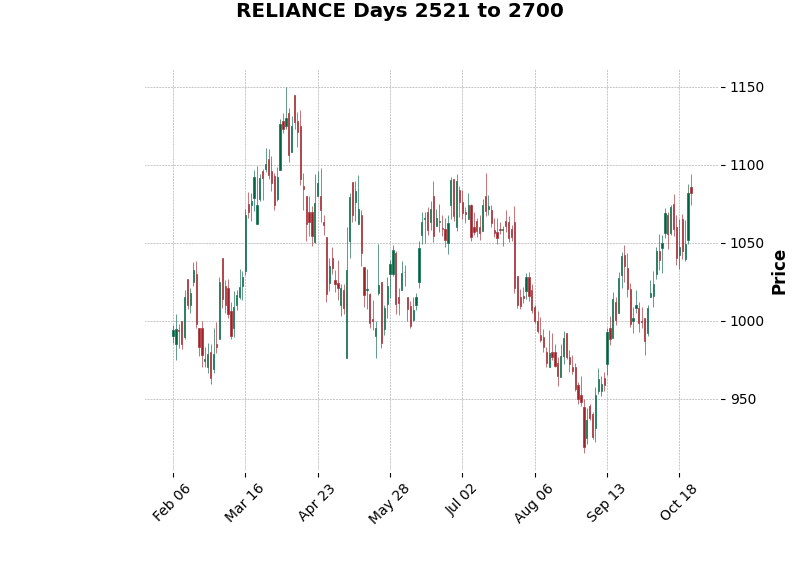 RELIANCE Days 2521 to 2700
1150
1100
1050
1000
950
Price
Feb 06
Mar 16
Apr 23
May 28
Jul 02
Aug 06
Sep 13
Oct 18